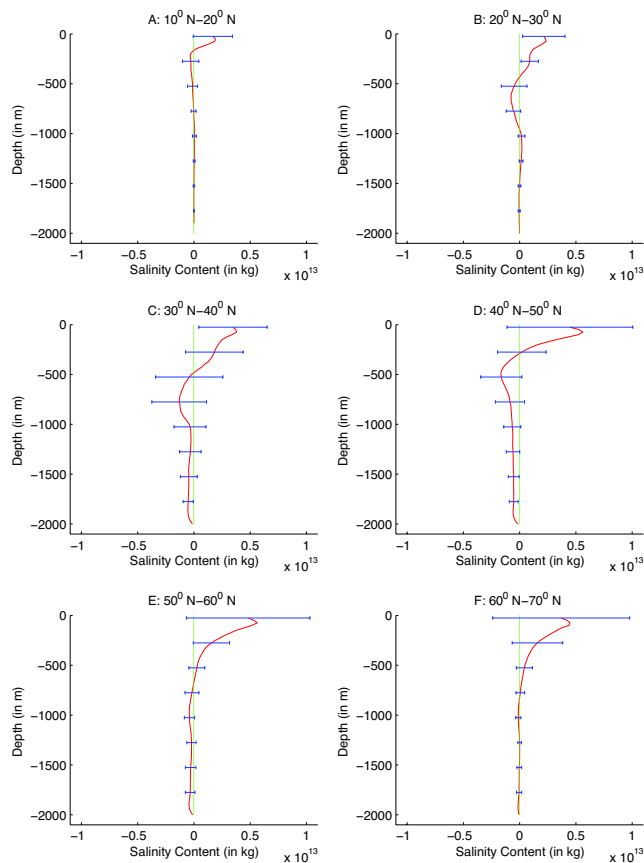 A: 10⁰ N−20⁰ N
0
−500
−1000
−1500
−2000
Depth (in m)
−1 −0.5 0 0.5 1
Salinity Content (in kg)
x 10¹³
B: 20⁰ N−30⁰ N
0
−500
−1000
−1500
−2000
Depth (in m)
−1 −0.5 0 0.5 1
Salinity Content (in kg)
x 10¹³
C: 30⁰ N−40⁰ N
0
−500
−1000
−1500
−2000
Depth (in m)
−1 −0.5 0 0.5 1
Salinity Content (in kg)
x 10¹³
D: 40⁰ N−50⁰ N
0
−500
−1000
−1500
−2000
Depth (in m)
−1 −0.5 0 0.5 1
Salinity Content (in kg)
x 10¹³
E: 50⁰ N−60⁰ N
0
−500
−1000
−1500
−2000
Depth (in m)
−1 −0.5 0 0.5 1
Salinity Content (in kg)
x 10¹³
F: 60⁰ N−70⁰ N
0
−500
−1000
−1500
−2000
Depth (in m)
−1 −0.5 0 0.5 1
Salinity Content (in kg)
x 10¹³